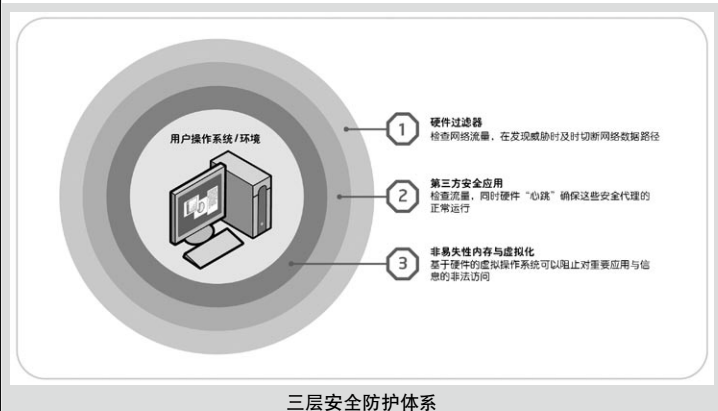 用户操作系统/环境
1
硬件过滤器
检查网络流量，在发现威胁时及时切断网络数据路径
2
第三方安全应用
检查流量，同时硬件“心跳”确保这些安全代理的
正常运行
3
非易失性内存与虚拟化
基于硬件的虚拟操作系统可以阻止对重要应用与信
息的非法访问
三层安全防护体系